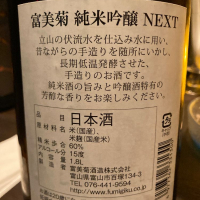 富美菊 純米吟醸 NEXT
立山の伏流水を仕込み水に用い、
昔ながらの手造りを随所にいかし、
長期低温発酵させた、
手造りのお酒です。
純米酒の旨みと吟醸酒特有の
芳醇な香りをお楽しみください。
品目 日本酒
原材料名 米(国産)、
米麹(国産米)
精米歩合 60%
アルコール分 15度
内容量 1.8L
富美菊酒造株式会社
富山県富山市百塚134-3
TEL 076-441-9594
http://www.fumigiku.co.jp